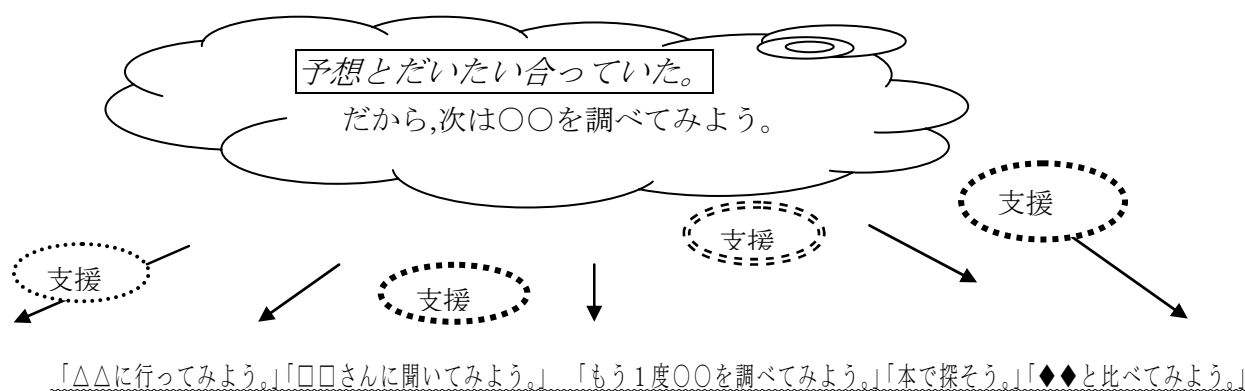 予想とだいたい合っていた。
だから,次は○○を調べてみよう。
支援
支援
支援
支援
「△△に行ってみよう。」「□□さんに聞いてみよう。」　「もう１度○○を調べてみよう。」「本で探そう。」「◆◆と比べてみよう。」